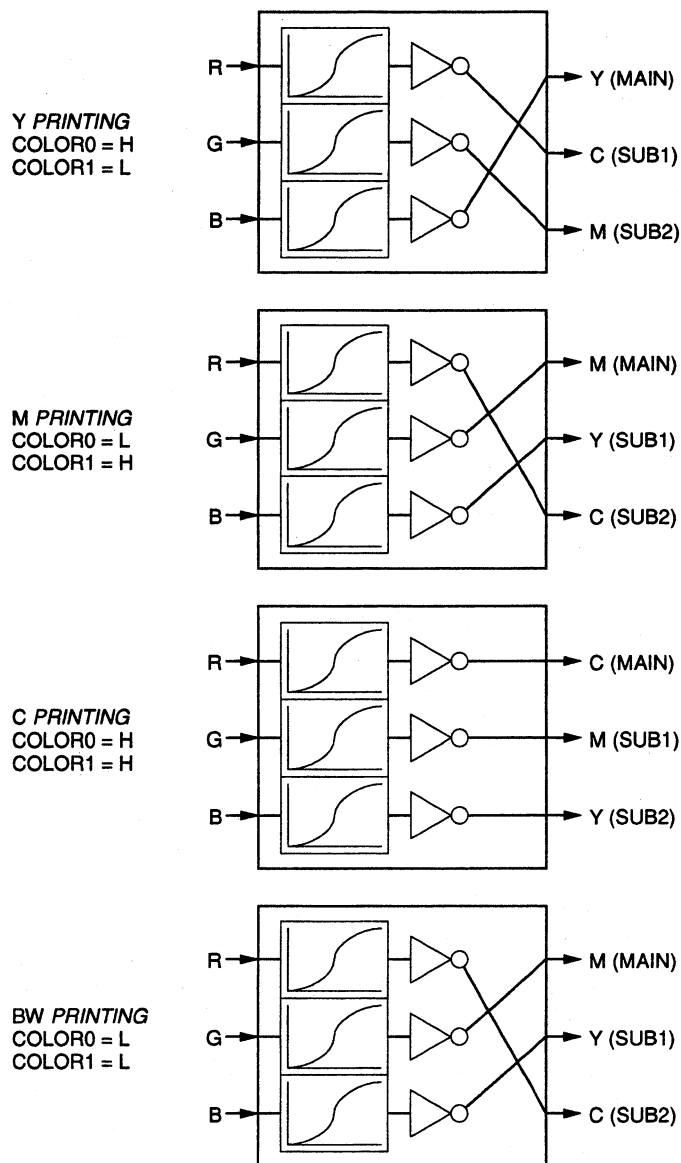 R
Y (MAIN)
Y PRINTING
COLOR0 = H
COLOR1 = L
G
C (SUB1)
B
M (SUB2)
R
M (MAIN)
M PRINTING
COLOR0 = L
COLOR1 = H
G
Y (SUB1)
B
C (SUB2)
R
C (MAIN)
C PRINTING
COLOR0 = H
COLOR1 = H
G
M (SUB1)
B
Y (SUB2)
R
M (MAIN)
BW PRINTING
COLOR0 = L
COLOR1 = L
G
Y (SUB1)
B
C (SUB2)